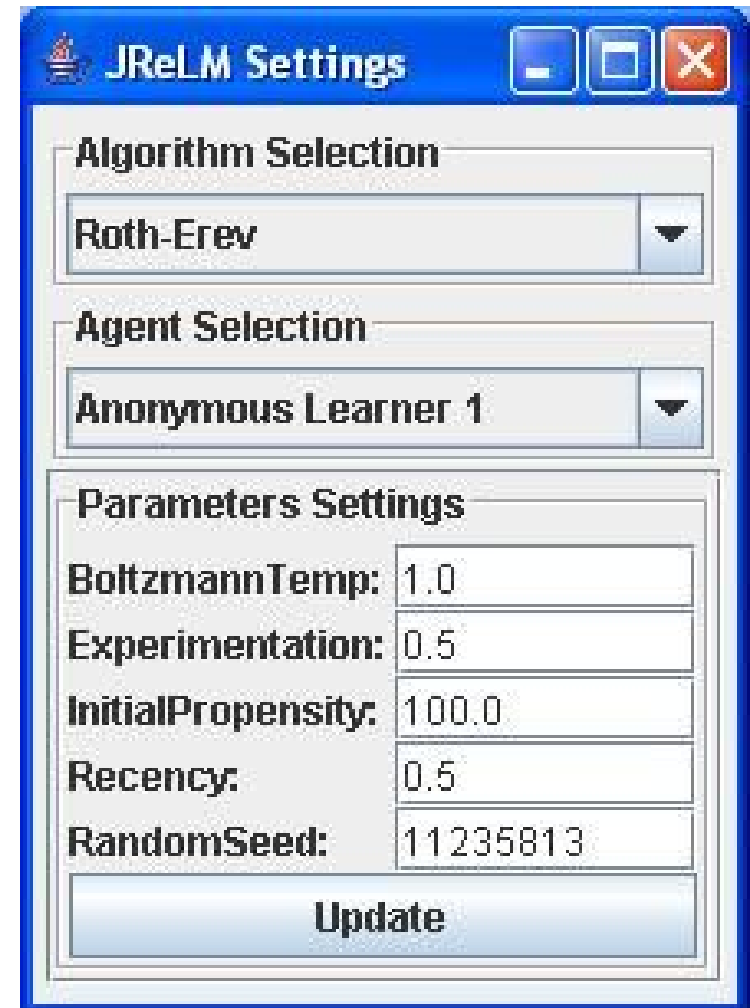 JReLM Settings
Algorithm Selection
Roth-Erev
Agent Selection
Anonymous Learner 1
Parameters Settings
BoltzmannTemp: 1.0
Experimentation: 0.5
InitialPropensity: 100.0
Recency: 0.5
RandomSeed: 11235813
Update